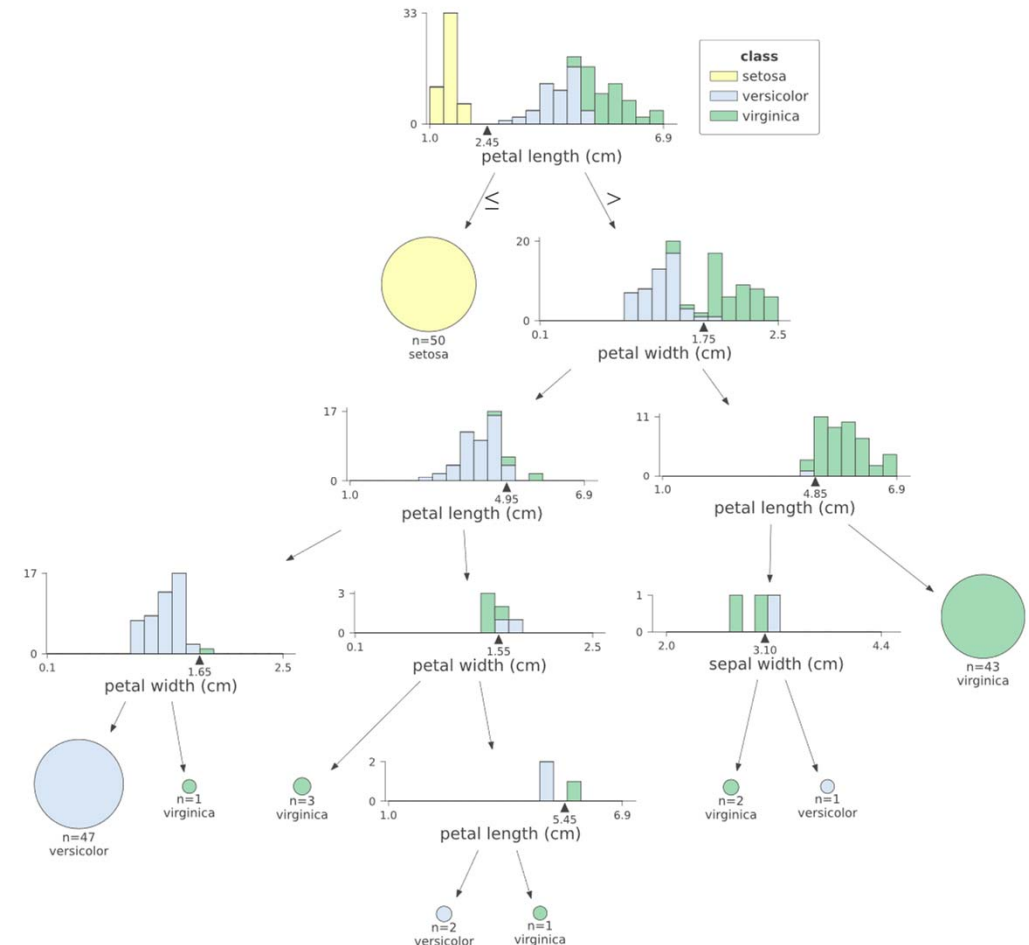 33
0
1.0
2.45
6.9
petal length (cm)
class
setosa
versicolor
virginica
≤
>
n=50
setosa
20
0
0.1
1.75
2.5
petal width (cm)
17
0
1.0
4.95
6.9
petal length (cm)
11
0
1.0
4.85
6.9
petal length (cm)
17
0
0.1
1.65
2.5
petal width (cm)
3
0
0.1
1.55
2.5
petal width (cm)
1
0
2.0
3.10
4.4
sepal width (cm)
n=43
virginica
n=47
versicolor
n=1
virginica
n=3
virginica
2
0
1.0
5.45
6.9
petal length (cm)
n=2
virginica
n=1
versicolor
n=2
versicolor
n=1
virginica